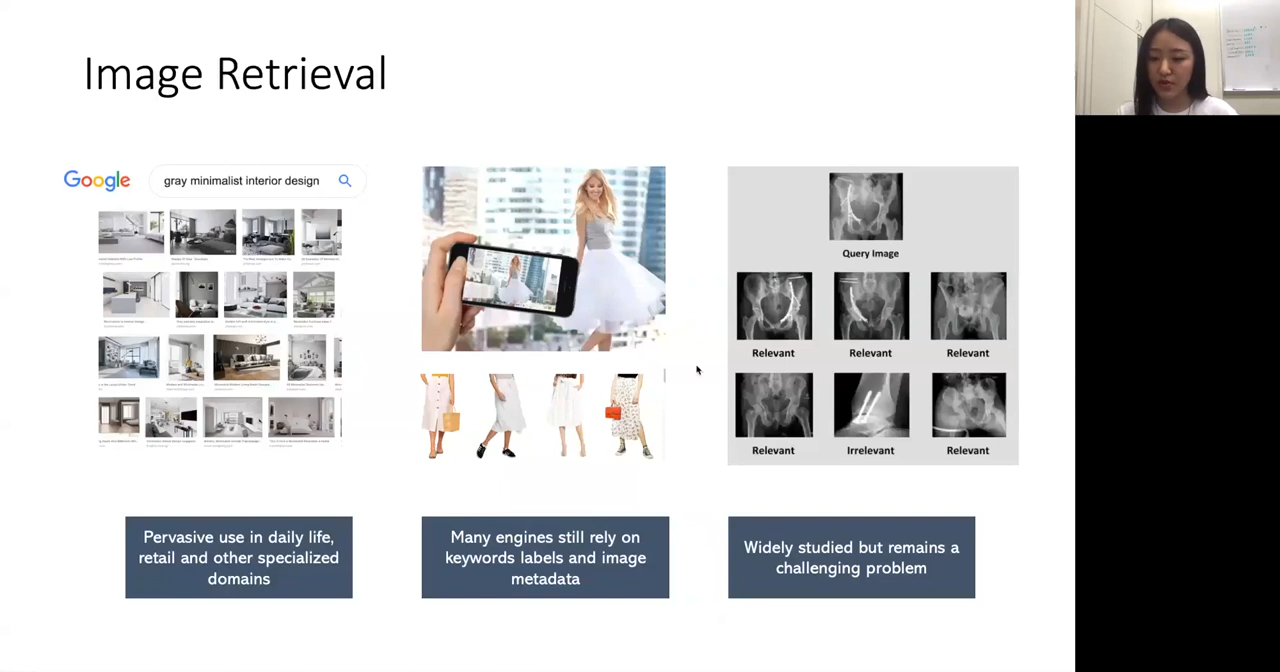 Image Retrieval
Google
gray minimalist interior design
Query Image
Relevant
Relevant
Relevant
Relevant
Irrelevant
Relevant
Pervasive use in daily life,
retail and other specialized
domains
Many engines still rely on
keywords labels and image
metadata
Widely studied but remains a
challenging problem